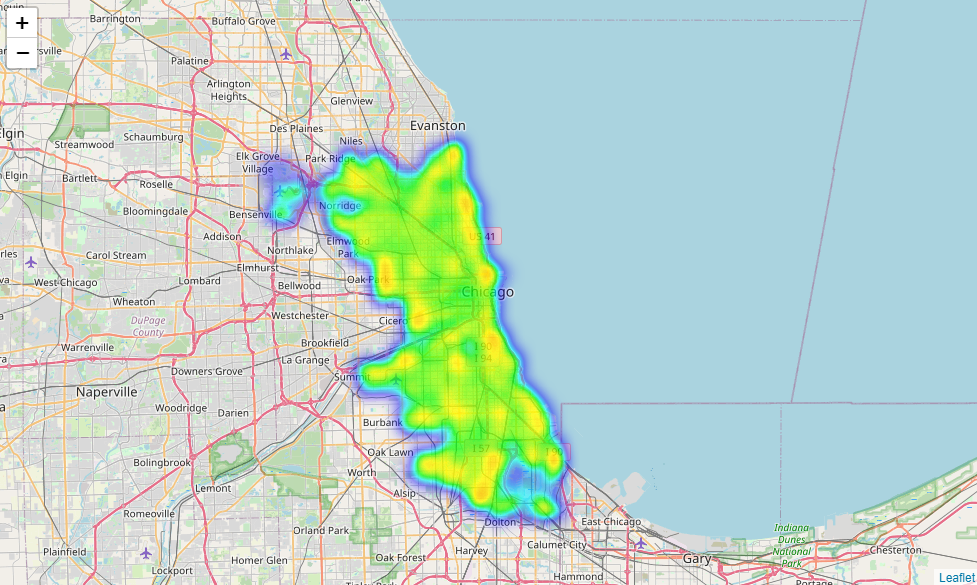 Barrington
Buffalo Grove
+
−
Palatine
Arlington
Heights
Glenview
Evanston
Des Plaines
Schaumburg
Niles
Streamwood
Elk Grove
Village
Park Ridge
Elgin
Bartlett
Roselle
Norridge
Bloomingdale
Bensenville
US 41
Addison
Elmwood
Park
Northlake
Carol Stream
Elmhurst
West Chicago
Lombard
Bellwood
Oak Park
Chicago
Wheaton
Westchester
Cicero
DuPage
County
Brookfield
I 90
I 94
Warrenville
La Grange
Downers Grove
Summit
Naperville
Woodridge
Darien
Burbank
I 57
I 90
Oak Lawn
Bolingbrook
Worth
Lemont
Alsip
Romeoville
Dolton
East Chicago
Orland Park
Indiana
Dunes
National
Park
Calumet City
Plainfield
Harvey
Chesterton
Homer Glen
Oak Forest
Gary
Lockport
Hammond
Portage
Leaflet